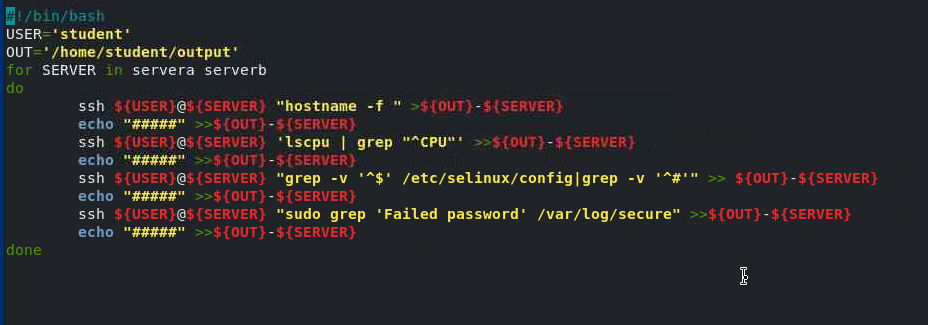 #!/bin/bash
USER='student'
OUT='/home/student/output'
for SERVER in servera serverb
do
        ssh ${USER}@${SERVER} "hostname -f " >${OUT}-${SERVER}
        echo "#####" >>${OUT}-${SERVER}
        ssh ${USER}@${SERVER} 'lscpu | grep "^CPU"' >>${OUT}-${SERVER}
        echo "#####" >>${OUT}-${SERVER}
        ssh ${USER}@${SERVER} "grep -v '^$' /etc/selinux/config|grep -v '^#'" >> ${OUT}-${SERVER}
        echo "#####" >>${OUT}-${SERVER}
        ssh ${USER}@${SERVER} "sudo grep 'Failed password' /var/log/secure" >>${OUT}-${SERVER}
        echo "#####" >>${OUT}-${SERVER}
done